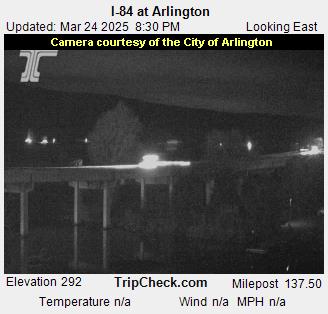 I-84 at Arlington
Updated: Mar 24 2025 8:30 PM Looking East
Camera courtesy of the City of Arlington
Elevation 292 TripCheck.com Milepost 137.50
Temperature n/a Wind n/a MPH n/a